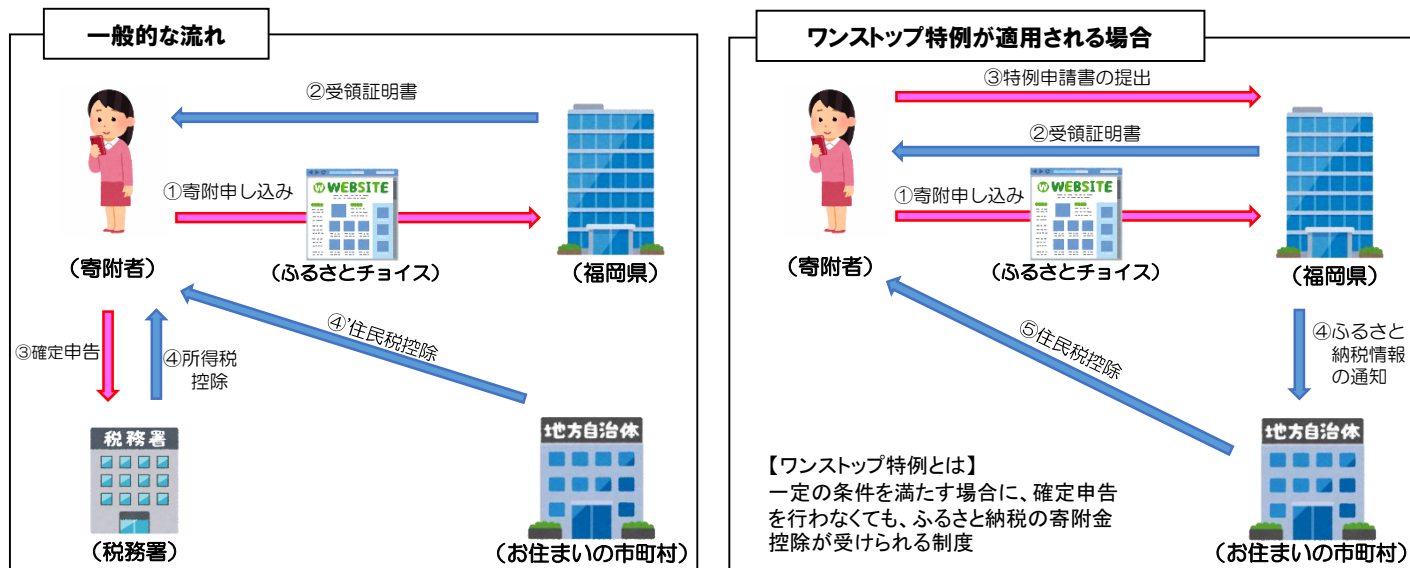 一般的な流れ
②受領証明書
①寄附申し込み
WEBSITE
(寄附者)
(ふるさとチョイス)
(福岡県)
③確定申告
④所得税
控除
④'住民税控除
税務署
(税務署)
地方自治体
(お住まいの市町村)
ワンストップ特例が適用される場合
③特例申請書の提出
②受領証明書
①寄附申し込み
WEBSITE
(寄附者)
(ふるさとチョイス)
(福岡県)
⑤住民税控除
④ふるさと
納税情報
の通知
地方自治体
(お住まいの市町村)
【ワンストップ特例とは】
一定の条件を満たす場合に、確定申告
を行わなくても、ふるさと納税の寄附金
控除が受けられる制度